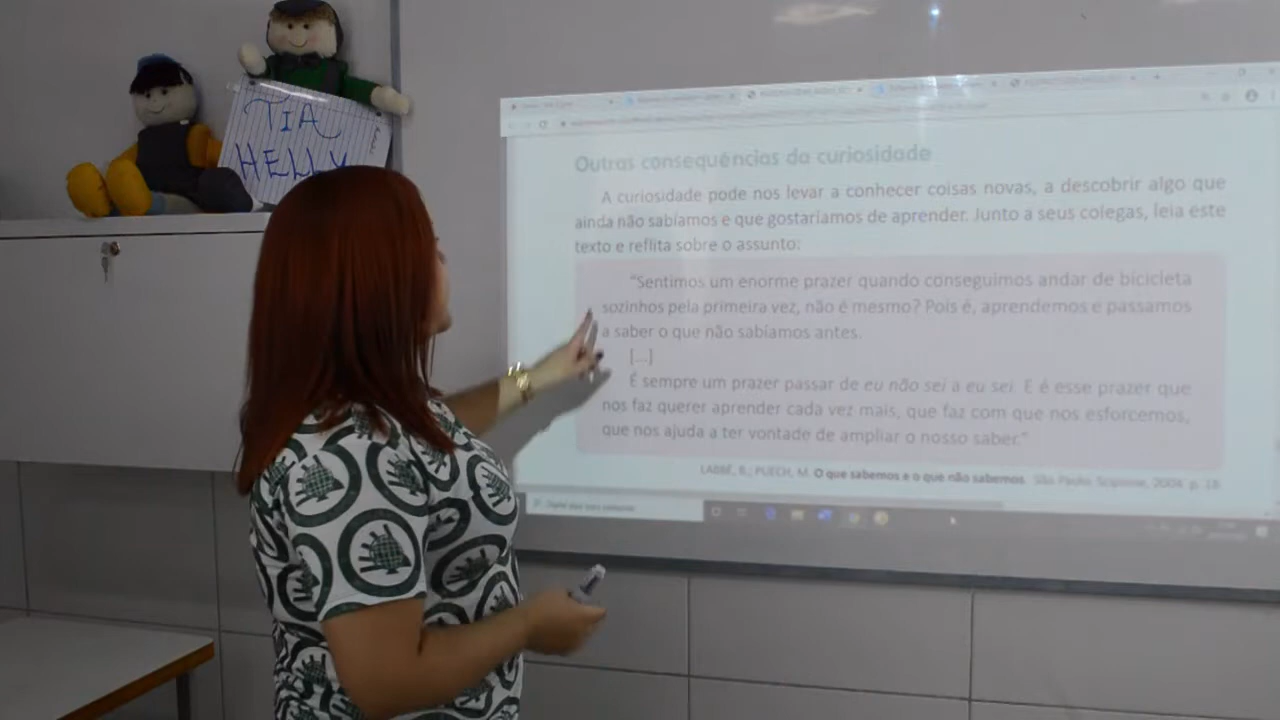 TIA
HELLY
Outras consequências da curiosidade
A curiosidade pode nos levar a conhecer coisas novas, a descobrir algo que
ainda não sabíamos e que gostaríamos de aprender. Junto a seus colegas, leia este
texto e reflita sobre o assunto:
"Sentimos um enorme prazer quando conseguimos andar de bicicleta
sozinhos pela primeira vez, não é mesmo? Pois é, aprendemos e passamos
a saber o que não sabíamos antes.
[...]
É sempre um prazer passar de eu não sei a eu sei. E é esse prazer que
nos faz querer aprender cada vez mais, que faz com que nos esforcemos,
que nos ajuda a ter vontade de ampliar o nosso saber."
LABBÉ, B.; PUECH, M. O que sabemos e o que não sabemos. São Paulo: Scipione, 2004. p. 18.